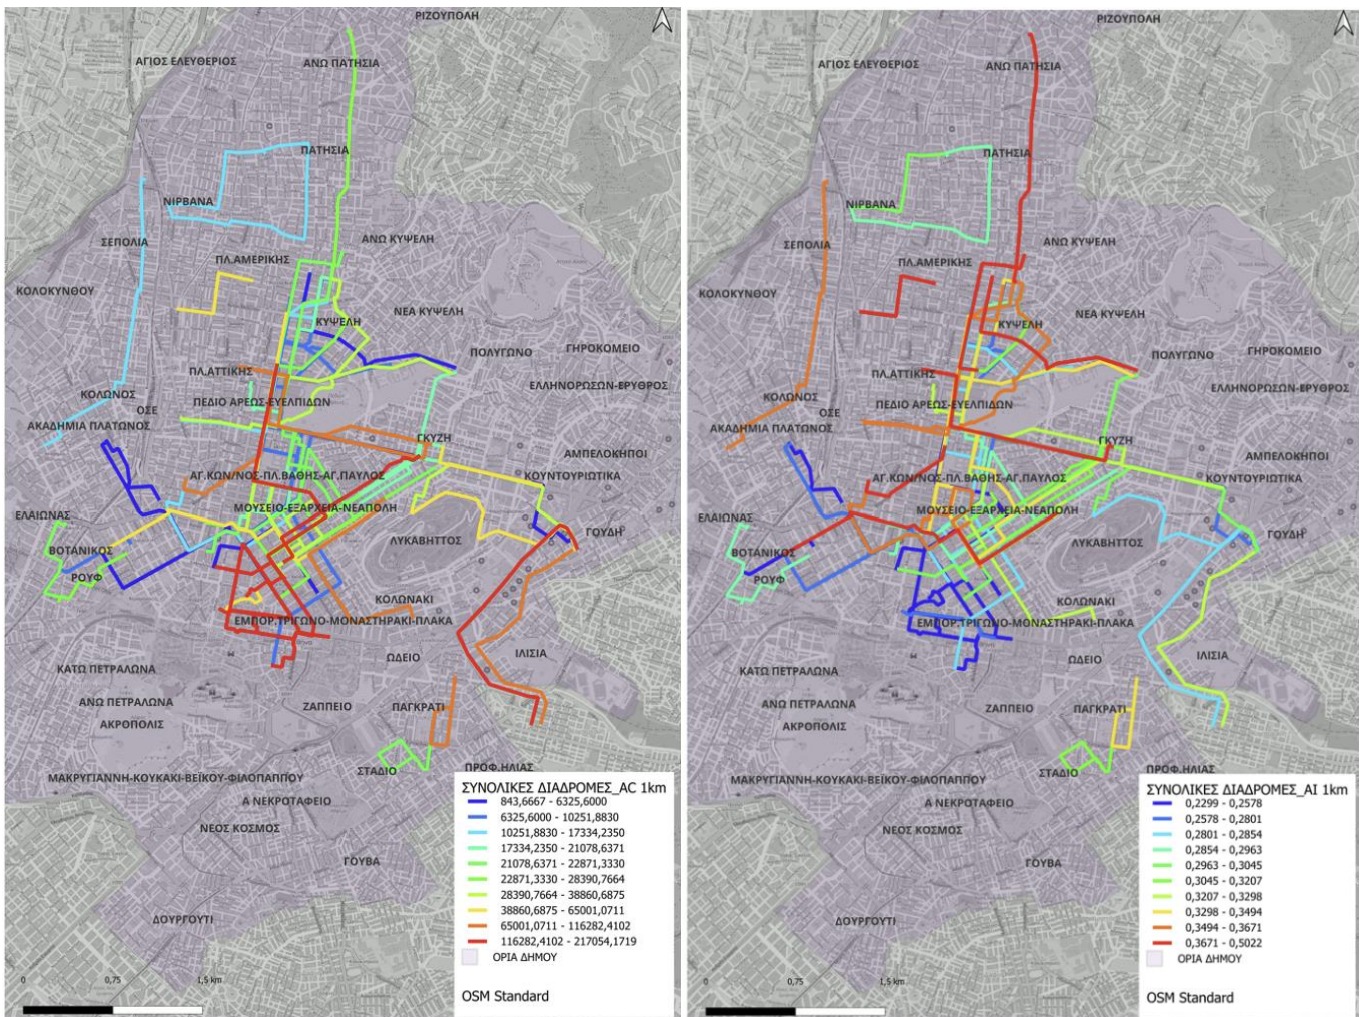 ΡΙΖΟΥΠΟΛΗ
ΑΓΙΟΣ ΕΛΕΥΘΕΡΙΟΣ
ΑΝΩ ΠΑΤΗΣΙΑ
ΠΑΤΗΣΙΑ
ΝΙΡΒΑΝΑ
ΣΕΠΟΛΙΑ
ΑΝΩ ΚΥΨΕΛΗ
ΠΛ.ΑΜΕΡΙΚΗΣ
ΚΟΛΟΚΥΝΘΟΥ
ΝΕΑ ΚΥΨΕΛΗ
ΚΥΨΕΛΗ
ΠΟΛΥΓΩΝΟ
ΓΗΡΟΚΟΜΕΙΟ
ΠΛ.ΑΤΤΙΚΗΣ
ΕΛΛΗΝΟΡΩΣΩΝ-ΕΡΥΘΡΟΣ
ΚΟΛΩΝΟΣ
ΠΕΔΙΟ ΑΡΕΩΣ-ΕΥΕΛΠΙΔΩΝ
ΟΣΕ
ΑΚΑΔΗΜΙΑ ΠΛΑΤΩΝΟΣ
ΓΚΥΖΗ
ΑΜΠΕΛΟΚΗΠΟΙ
ΑΓ.ΚΩΝ/ΝΟΣ-ΠΛ.ΒΑΘΗΣ-ΑΓ.ΠΑΥΛΟΣ
ΚΟΥΝΤΟΥΡΙΩΤΙΚΑ
ΜΟΥΣΕΙΟ-ΕΞΑΡΧΕΙΑ-ΝΕΑΠΟΛΗ
ΕΛΑΙΩΝΑΣ
ΓΟΥΔΗ
ΛΥΚΑΒΗΤΤΟΣ
ΒΟΤΑΝΙΚΟΣ
ΡΟΥΦ
ΚΟΛΩΝΑΚΙ
ΕΜΠΟΡ.ΤΡΙΓΩΝΟ-ΜΟΝΑΣΤΗΡΑΚΙ-ΠΛΑΚΑ
ΩΔΕΙΟ
ΙΛΙΣΙΑ
ΚΑΤΩ ΠΕΤΡΑΛΩΝΑ
ΑΝΩ ΠΕΤΡΑΛΩΝΑ
ΖΑΠΠΕΙΟ
ΠΑΓΚΡΑΤΙ
ΑΚΡΟΠΟΛΙΣ
ΣΤΑΔΙΟ
ΠΡΟΦ.ΗΛΙΑΣ
ΜΑΚΡΥΓΙΑΝΝΗ-ΚΟΥΚΑΚΙ-ΒΕΪΚΟΥ-ΦΙΛΟΠΑΠΠΟΥ
Α ΝΕΚΡΟΤΑΦΕΙΟ
ΝΕΟΣ ΚΟΣΜΟΣ
ΓΟΥΒΑ
ΔΟΥΡΓΟΥΤΙ
ΣΥΝΟΛΙΚΕΣ ΔΙΑΔΡΟΜΕΣ_AC 1km
843,6667 - 6325,6000
6325,6000 - 10251,8830
10251,8830 - 17334,2350
17334,2350 - 21078,6371
21078,6371 - 22871,3330
22871,3330 - 28390,7664
28390,7664 - 38860,6875
38860,6875 - 65001,0711
65001,0711 - 116282,4102
116282,4102 - 217054,1719
ΟΡΙΑ ΔΗΜΟΥ
OSM Standard
0 0,75 1,5 km
ΡΙΖΟΥΠΟΛΗ
ΑΓΙΟΣ ΕΛΕΥΘΕΡΙΟΣ
ΑΝΩ ΠΑΤΗΣΙΑ
ΠΑΤΗΣΙΑ
ΝΙΡΒΑΝΑ
ΣΕΠΟΛΙΑ
ΑΝΩ ΚΥΨΕΛΗ
ΠΛ.ΑΜΕΡΙΚΗΣ
ΚΟΛΟΚΥΝΘΟΥ
ΝΕΑ ΚΥΨΕΛΗ
ΚΥΨΕΛΗ
ΠΟΛΥΓΩΝΟ
ΓΗΡΟΚΟΜΕΙΟ
ΠΛ.ΑΤΤΙΚΗΣ
ΕΛΛΗΝΟΡΩΣΩΝ-ΕΡΥΘΡΟΣ
ΚΟΛΩΝΟΣ
ΠΕΔΙΟ ΑΡΕΩΣ-ΕΥΕΛΠΙΔΩΝ
ΟΣΕ
ΑΚΑΔΗΜΙΑ ΠΛΑΤΩΝΟΣ
ΓΚΥΖΗ
ΑΜΠΕΛΟΚΗΠΟΙ
ΑΓ.ΚΩΝ/ΝΟΣ-ΠΛ.ΒΑΘΗΣ-ΑΓ.ΠΑΥΛΟΣ
ΚΟΥΝΤΟΥΡΙΩΤΙΚΑ
ΜΟΥΣΕΙΟ-ΕΞΑΡΧΕΙΑ-ΝΕΑΠΟΛΗ
ΕΛΑΙΩΝΑΣ
ΓΟΥΔΗ
ΛΥΚΑΒΗΤΤΟΣ
ΒΟΤΑΝΙΚΟΣ
ΡΟΥΦ
ΚΟΛΩΝΑΚΙ
ΕΜΠΟΡ.ΤΡΙΓΩΝΟ-ΜΟΝΑΣΤΗΡΑΚΙ-ΠΛΑΚΑ
ΩΔΕΙΟ
ΙΛΙΣΙΑ
ΚΑΤΩ ΠΕΤΡΑΛΩΝΑ
ΑΝΩ ΠΕΤΡΑΛΩΝΑ
ΖΑΠΠΕΙΟ
ΠΑΓΚΡΑΤΙ
ΑΚΡΟΠΟΛΙΣ
ΣΤΑΔΙΟ
ΠΡΟΦ.ΗΛΙΑΣ
ΜΑΚΡΥΓΙΑΝΝΗ-ΚΟΥΚΑΚΙ-ΒΕΪΚΟΥ-ΦΙΛΟΠΑΠΠΟΥ
Α ΝΕΚΡΟΤΑΦΕΙΟ
ΝΕΟΣ ΚΟΣΜΟΣ
ΓΟΥΒΑ
ΔΟΥΡΓΟΥΤΙ
ΣΥΝΟΛΙΚΕΣ ΔΙΑΔΡΟΜΕΣ_AI 1km
0,2299 - 0,2578
0,2578 - 0,2801
0,2801 - 0,2854
0,2854 - 0,2963
0,2963 - 0,3045
0,3045 - 0,3207
0,3207 - 0,3298
0,3298 - 0,3494
0,3494 - 0,3671
0,3671 - 0,5022
ΟΡΙΑ ΔΗΜΟΥ
OSM Standard
0 0,75 1,5 km